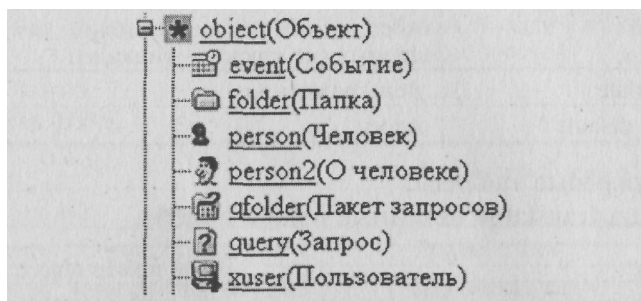 object(Объект)
event(Событие)
folder(Папка)
person(Человек)
person2(О человеке)
qfolder(Пакет запросов)
query(Запрос)
xuser(Пользователь)